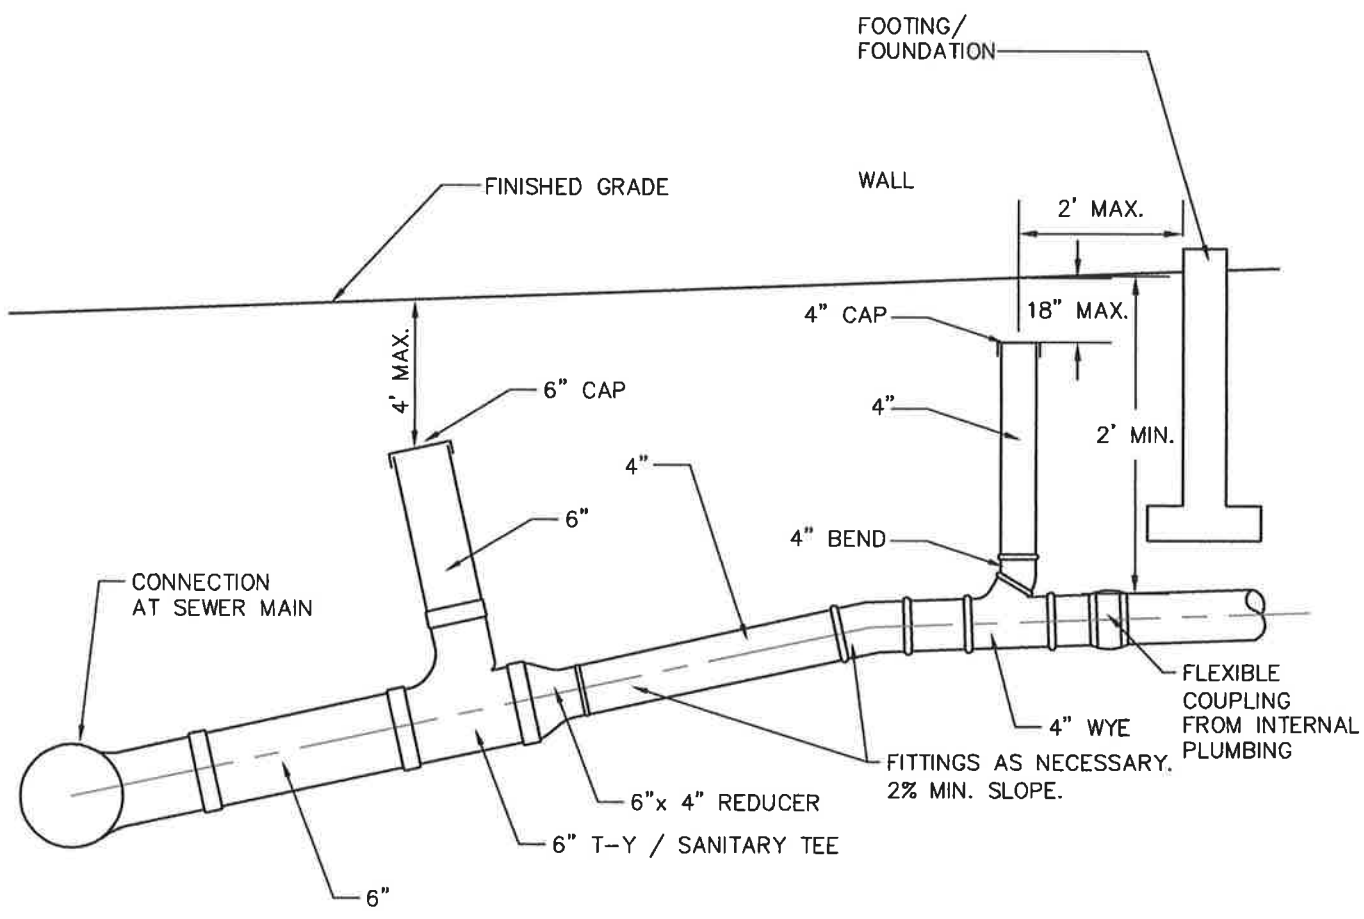 FOOTING/
FOUNDATION
FINISHED GRADE
WALL
2' MAX.
4" CAP
18" MAX.
4' MAX.
6" CAP
4"
2' MIN.
4"
6"
4" BEND
CONNECTION
AT SEWER MAIN
FLEXIBLE
COUPLING
FROM INTERNAL
PLUMBING
4" WYE
FITTINGS AS NECESSARY.
2% MIN. SLOPE.
6"x 4" REDUCER
6" T-Y / SANITARY TEE
6"